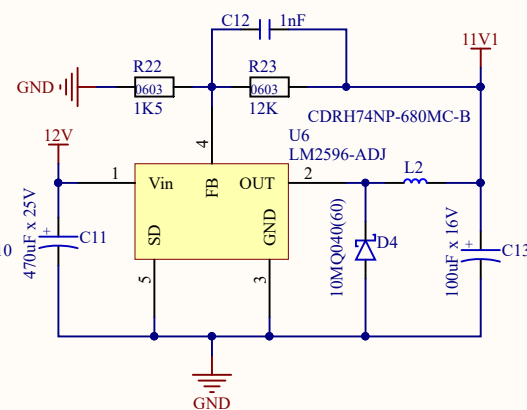 C12 1nF
11V1
R22 R23
GND 0603 0603
1K5 12K
CDRH74NP-680MC-B
4 U6
LM2596-ADJ
12V
1 Vin FB OUT 2 L2
SD GND
10 470uF x 25V C11 10MQ040(60) D4 100uF x 16V C13
5 3
GND